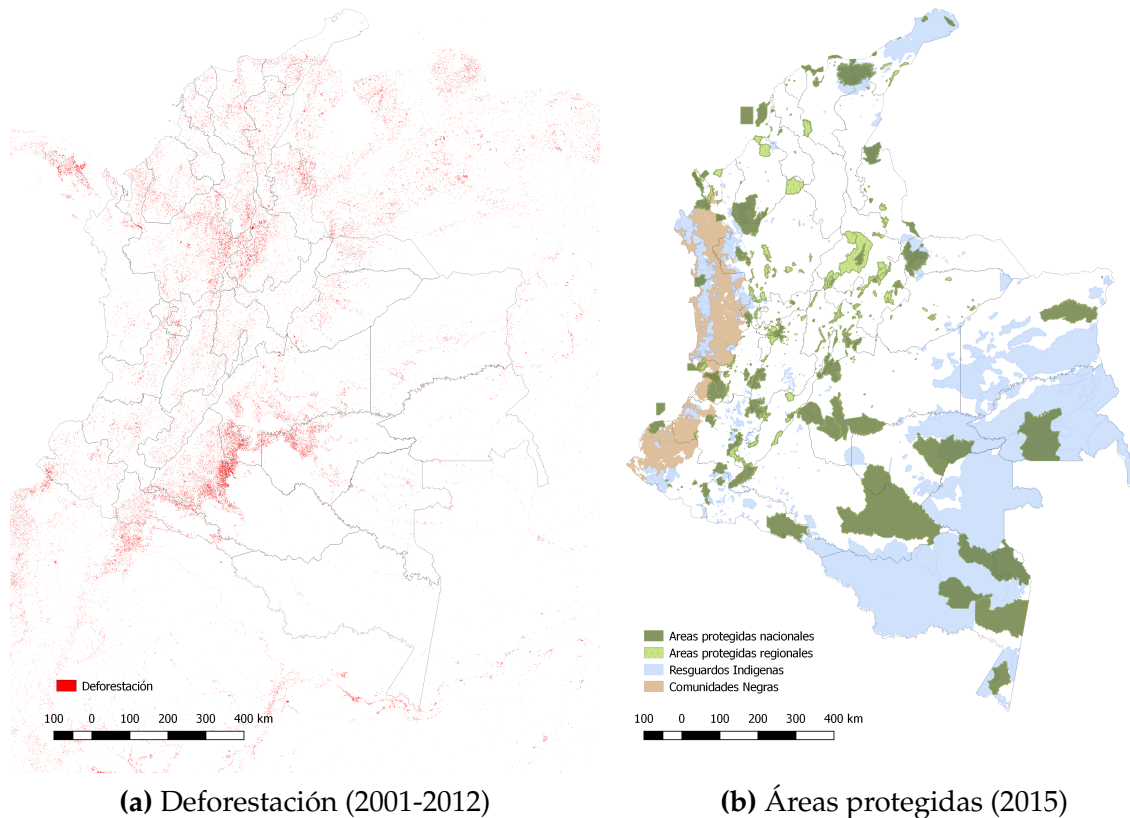 Deforestación
100 0 100 200 300 400 km
Areas protegidas nacionales
Areas protegidas regionales
Resguardos Indigenas
Comunidades Negras
100 0 100 200 300 400 km
(a) Deforestación (2001-2012)
(b) Áreas protegidas (2015)